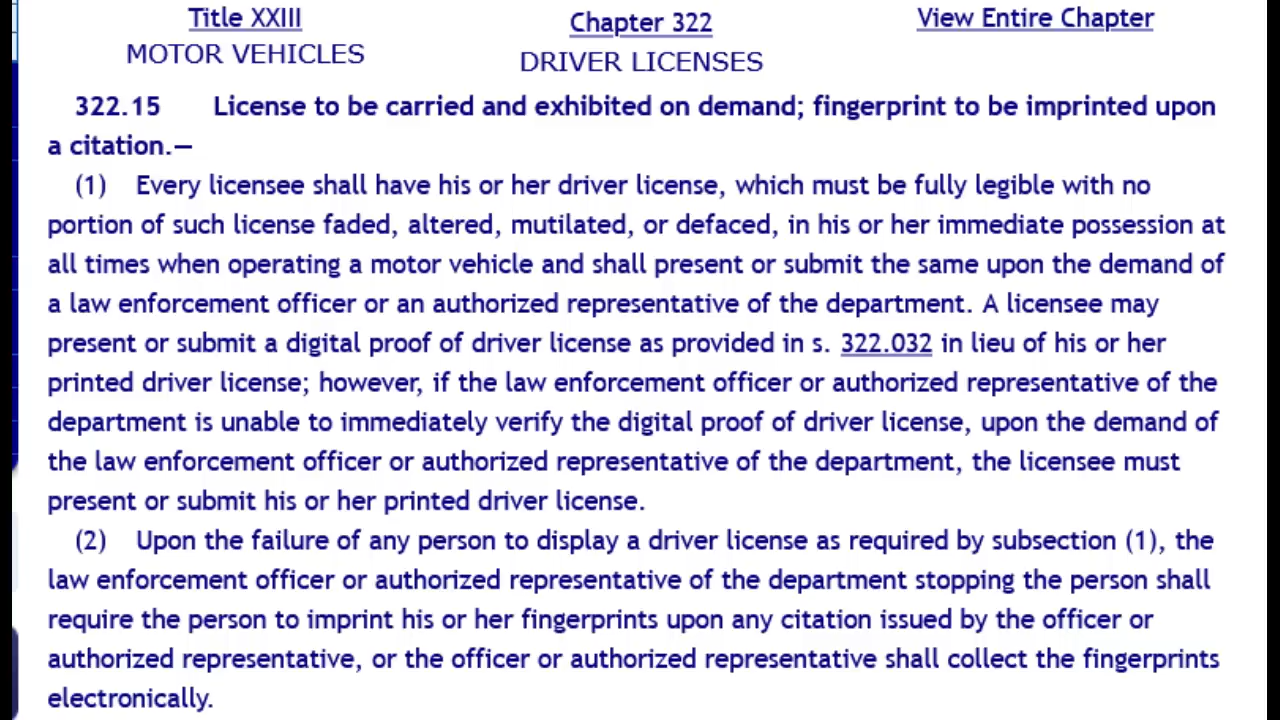 Title XXIII Chapter 322 View Entire Chapter
MOTOR VEHICLES DRIVER LICENSES
322.15 License to be carried and exhibited on demand; fingerprint to be imprinted upon
a citation.—
(1) Every licensee shall have his or her driver license, which must be fully legible with no
portion of such license faded, altered, mutilated, or defaced, in his or her immediate possession at
all times when operating a motor vehicle and shall present or submit the same upon the demand of
a law enforcement officer or an authorized representative of the department. A licensee may
present or submit a digital proof of driver license as provided in s. 322.032 in lieu of his or her
printed driver license; however, if the law enforcement officer or authorized representative of the
department is unable to immediately verify the digital proof of driver license, upon the demand of
the law enforcement officer or authorized representative of the department, the licensee must
present or submit his or her printed driver license.
(2) Upon the failure of any person to display a driver license as required by subsection (1), the
law enforcement officer or authorized representative of the department stopping the person shall
require the person to imprint his or her fingerprints upon any citation issued by the officer or
authorized representative, or the officer or authorized representative shall collect the fingerprints
electronically.